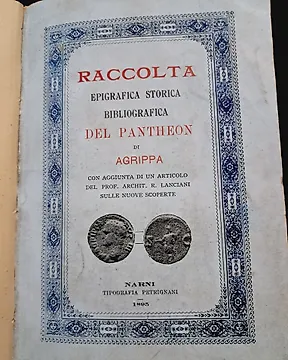 RACCOLTA
EPIGRAFICA STORICA
BIBLIOGRAFICA
DEL PANTHEON
DI
AGRIPPA
CON AGGIUNTA DI UN ARTICOLO
DEL PROF. ARCHIT. R. LANCIANI
SULLE NUOVE SCOPERTE
NARNI
TIPOGRAFIA PETRIGNANI
1895